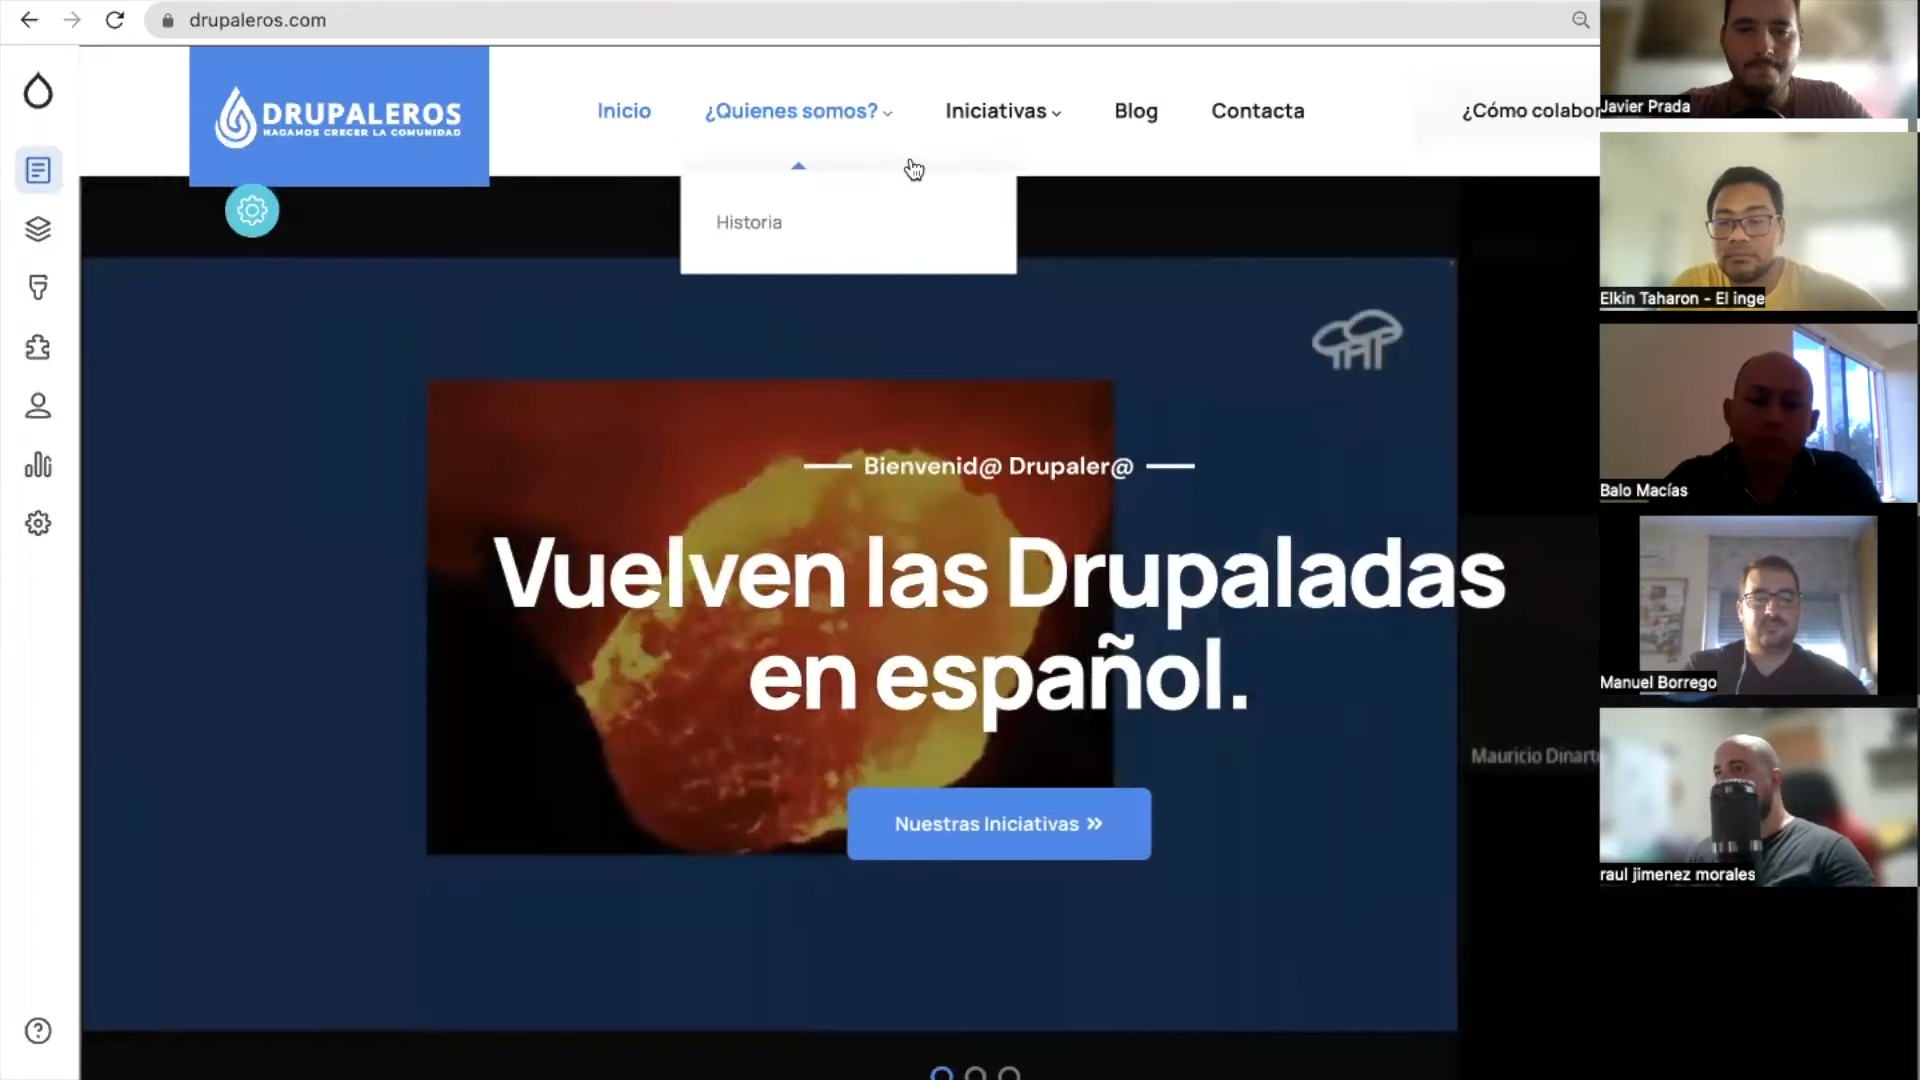 drupaleros.com
DRUPALEROS
HAGAMOS CRECER LA COMUNIDAD
Inicio
¿Quienes somos?
Iniciativas
Blog
Contacta
¿Cómo colabor
Historia
Bienvenid@ Drupaler@
Vuelven las Drupaladas
en español.
Nuestras Iniciativas »
Mauricio Dinart
Javier Prada
Elkin Taharon - El inge
Balo Macías
Manuel Borrego
raul jimenez morales